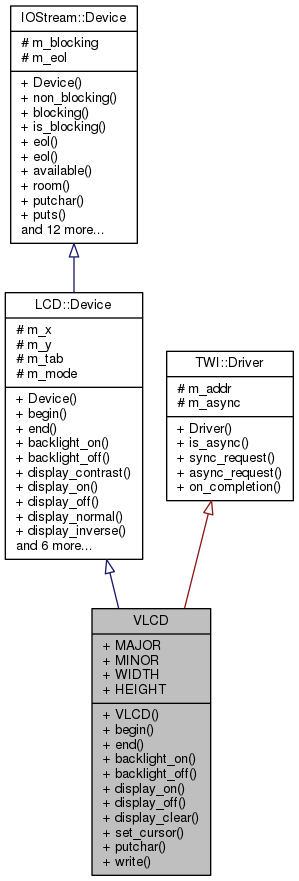 IOStream::Device
# m_blocking
# m_eol
+ Device()
+ non_blocking()
+ blocking()
+ is_blocking()
+ eol()
+ eol()
+ available()
+ room()
+ putchar()
+ puts()
and 12 more...
LCD::Device
# m_x
# m_y
# m_tab
# m_mode
+ Device()
+ begin()
+ end()
+ backlight_on()
+ backlight_off()
+ display_contrast()
+ display_on()
+ display_off()
+ display_normal()
+ display_inverse()
and 6 more...
TWI::Driver
# m_addr
# m_async
+ Driver()
+ is_async()
+ sync_request()
+ async_request()
+ on_completion()
VLCD
+ MAJOR
+ MINOR
+ WIDTH
+ HEIGHT
+ VLCD()
+ begin()
+ end()
+ backlight_on()
+ backlight_off()
+ display_on()
+ display_off()
+ display_clear()
+ set_cursor()
+ putchar()
+ write()